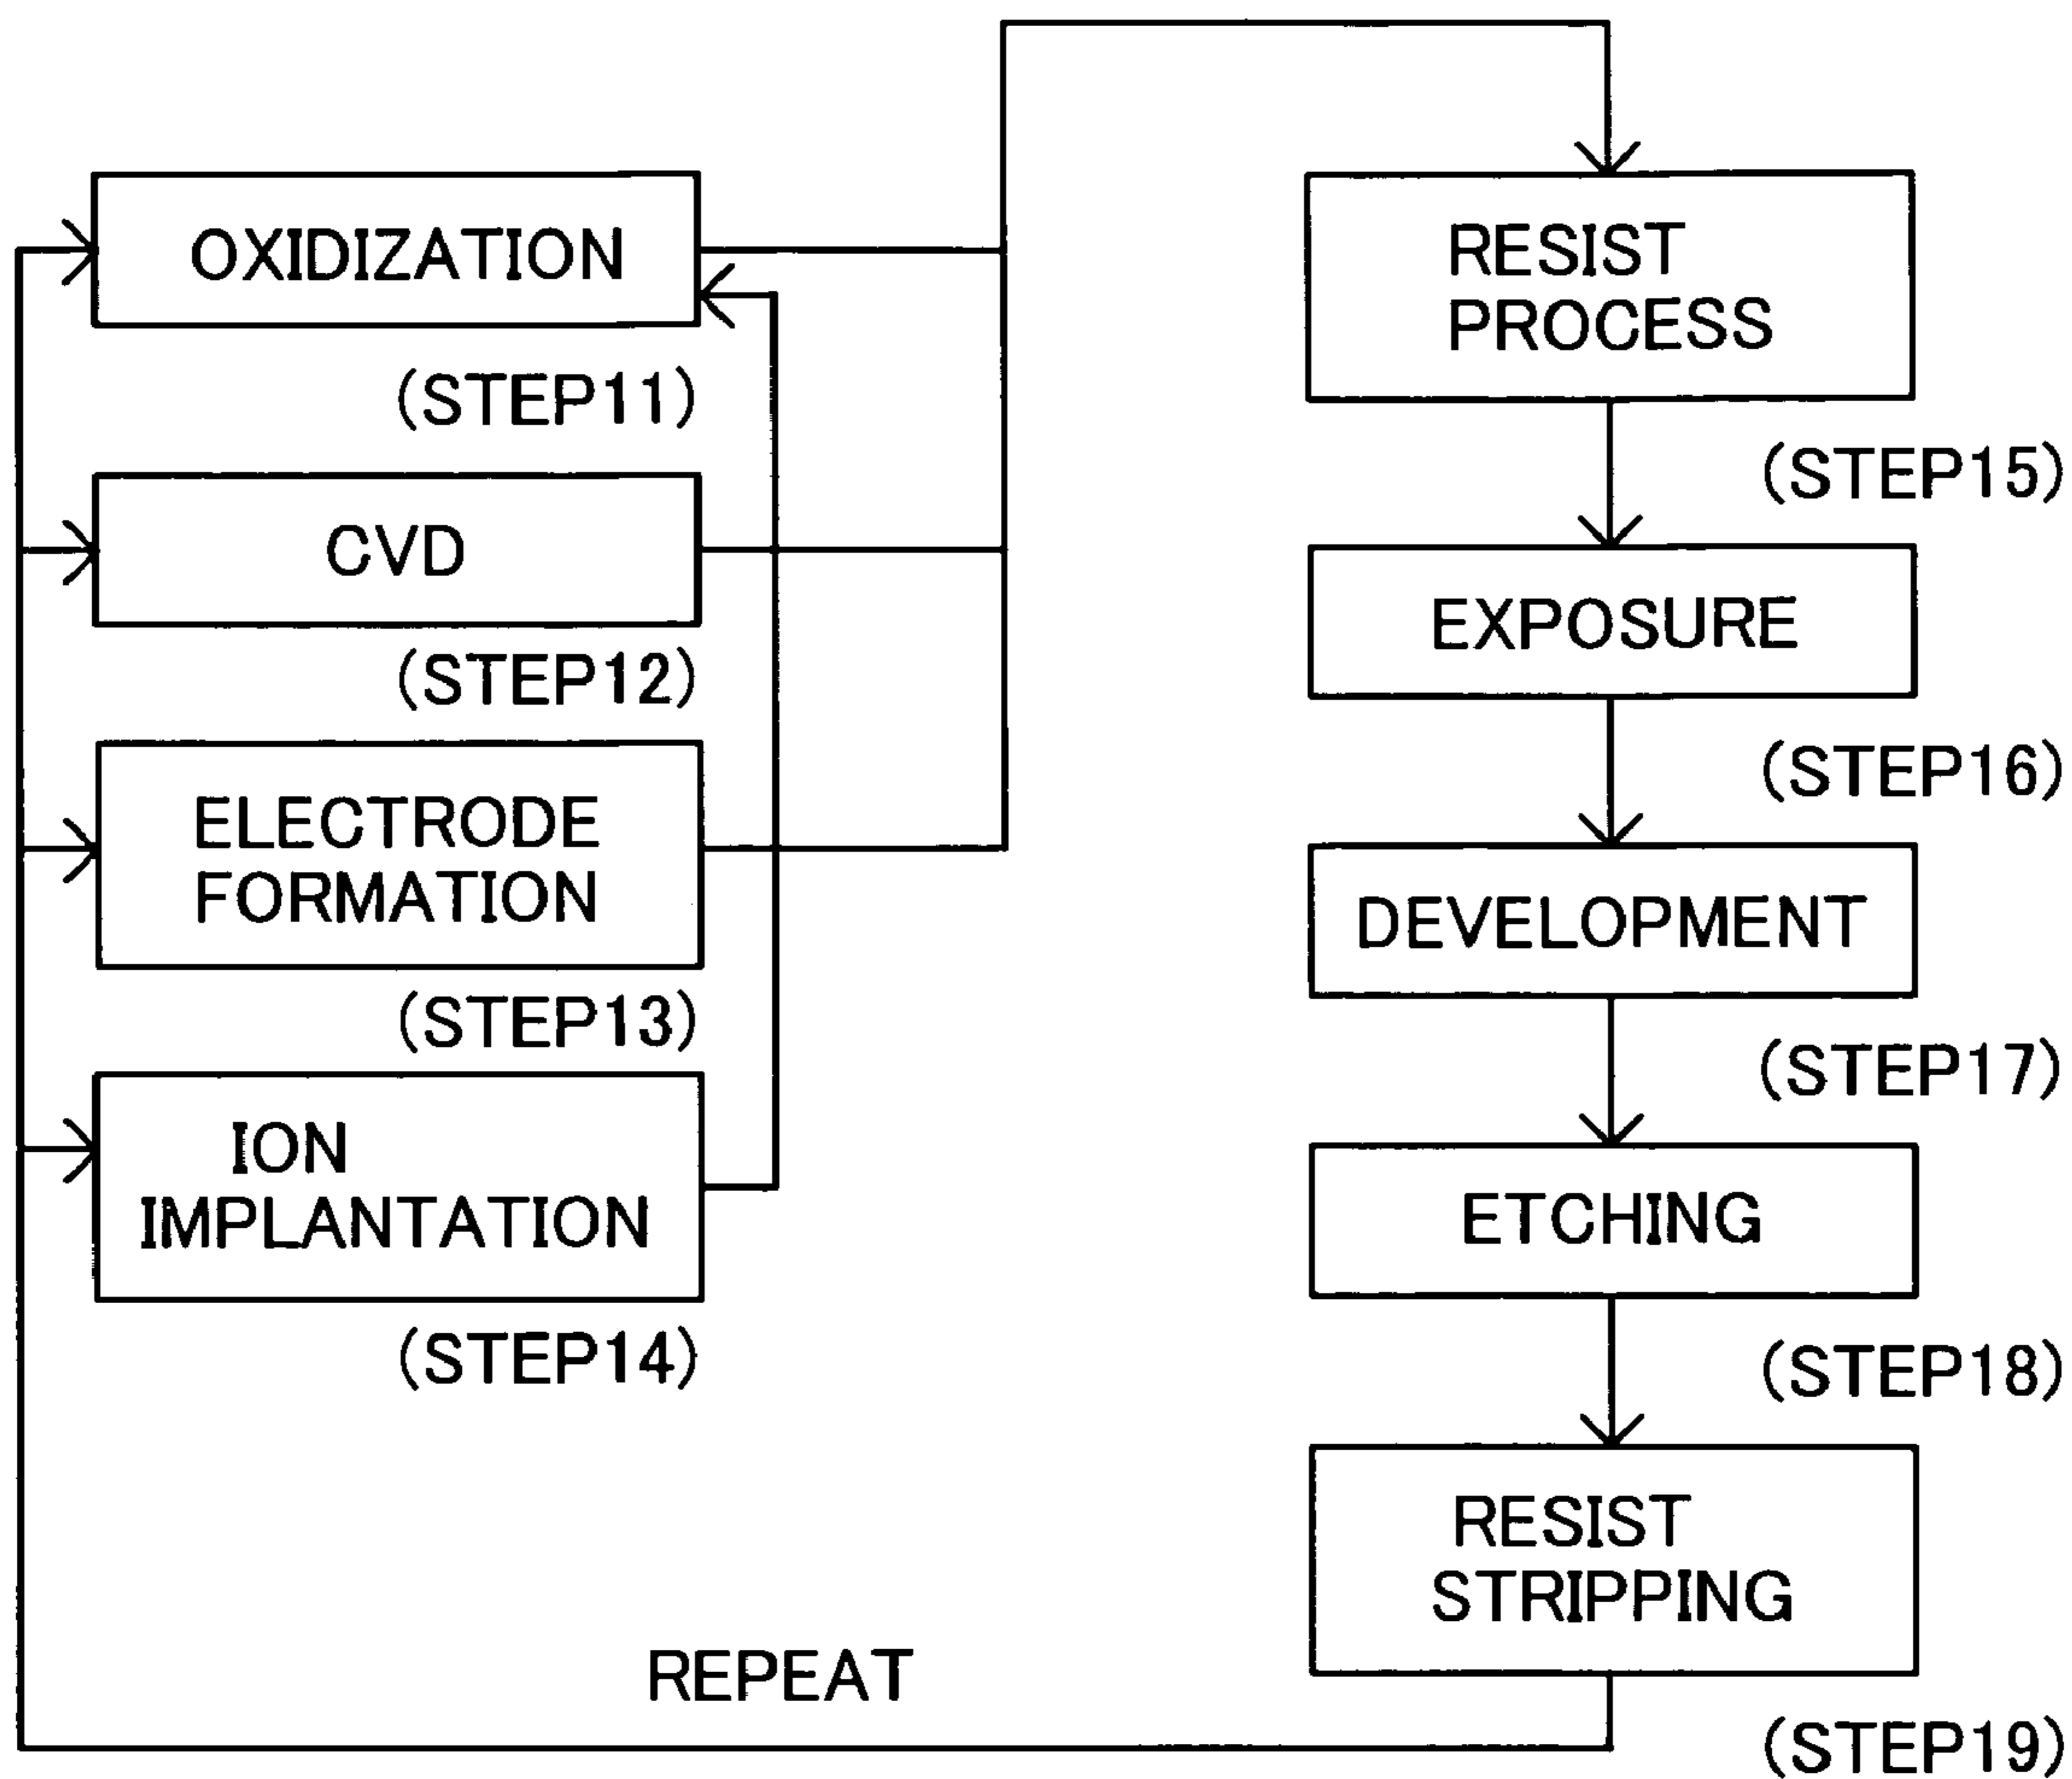 OXIDIZATION
(STEP11)
CVD
(STEP12)
ELECTRODE
FORMATION
(STEP13)
ION
IMPLANTATION
(STEP14)
RESIST
PROCESS
(STEP15)
EXPOSURE
(STEP16)
DEVELOPMENT
(STEP17)
ETCHING
(STEP18)
RESIST
STRIPPING
(STEP19)
REPEAT